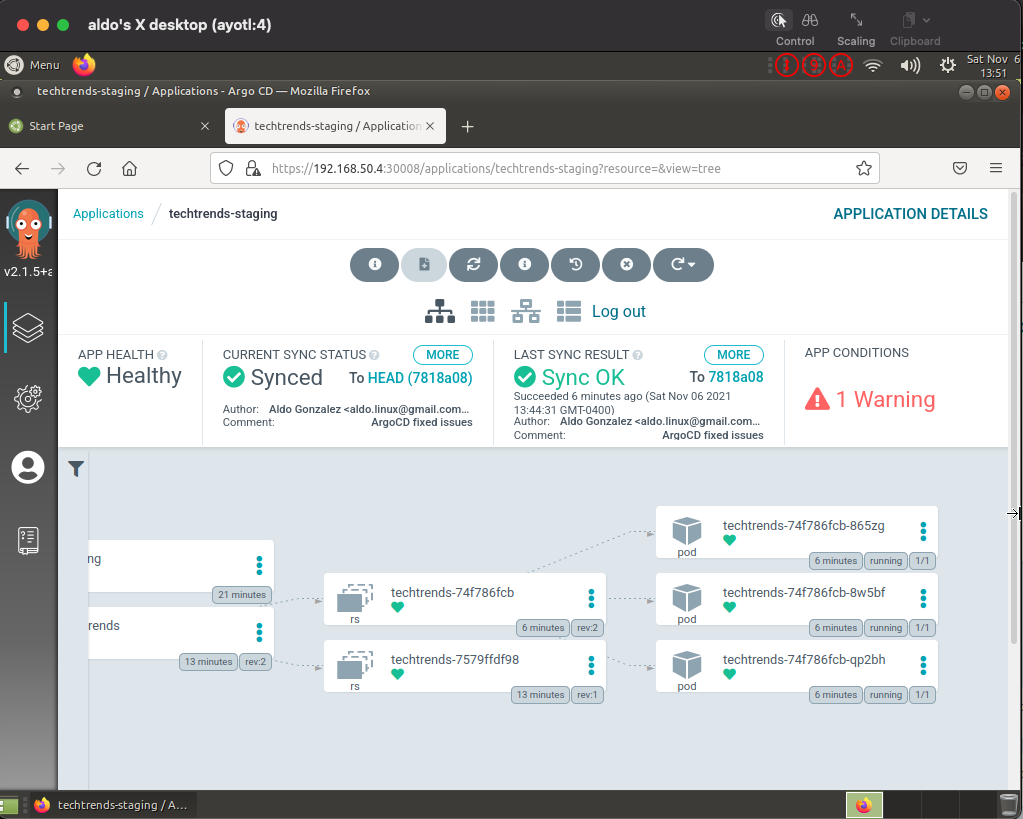 aldo's X desktop (ayotl:4)
Control
Scaling
Clipboard
Menu
Sat Nov 6
13:51
techtrends-staging / Applications - Argo CD — Mozilla Firefox
Start Page
techtrends-staging / Application
https://192.168.50.4:30008/applications/techtrends-staging?resource=&view=tree
v2.1.5+a
Applications
techtrends-staging
APPLICATION DETAILS
Log out
APP HEALTH
Healthy
CURRENT SYNC STATUS
MORE
Synced
To HEAD (7818a08)
Author: Aldo Gonzalez <aldo.linux@gmail.com...
Comment: ArgoCD fixed issues
LAST SYNC RESULT
MORE
Sync OK
To 7818a08
Succeeded 6 minutes ago (Sat Nov 06 2021
13:44:31 GMT-0400)
Author: Aldo Gonzalez <aldo.linux@gmail.com...
Comment: ArgoCD fixed issues
APP CONDITIONS
1 Warning
ng
21 minutes
rends
13 minutes
rev:2
rs
techtrends-74f786fcb
6 minutes
rev:2
rs
techtrends-7579ffdf98
13 minutes
rev:1
pod
techtrends-74f786fcb-865zg
6 minutes
running
1/1
pod
techtrends-74f786fcb-8w5bf
6 minutes
running
1/1
pod
techtrends-74f786fcb-qp2bh
6 minutes
running
1/1
techtrends-staging / A...